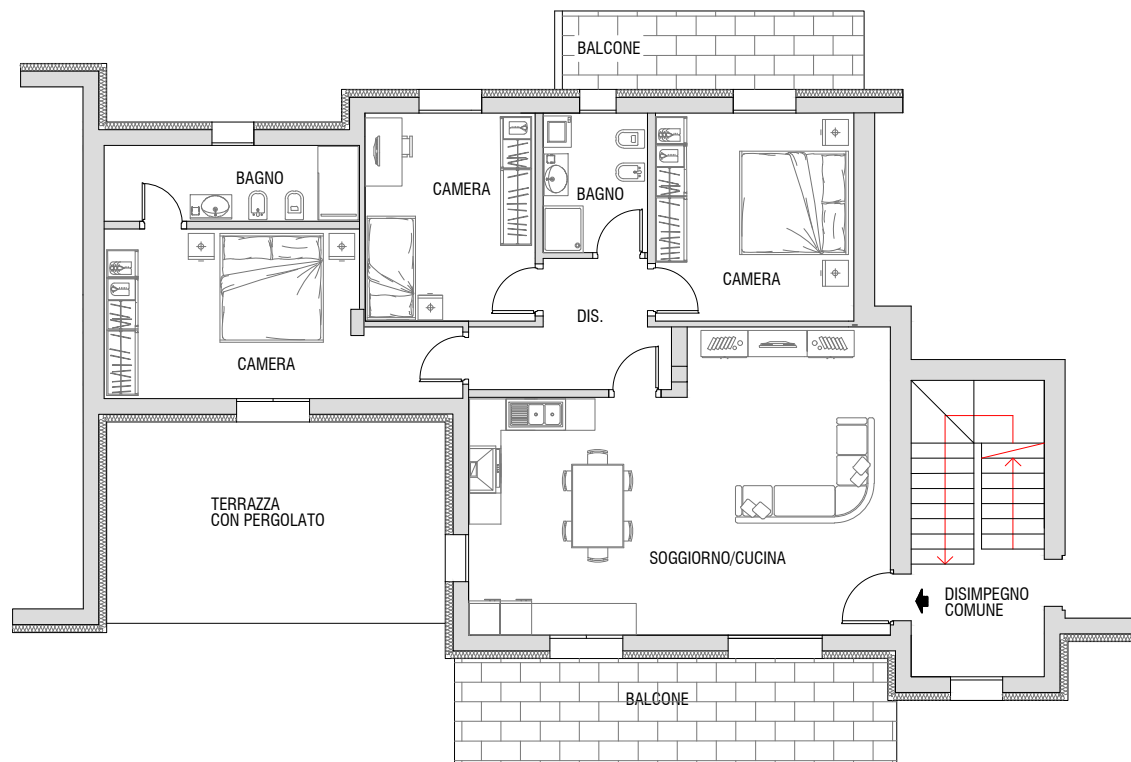 BALCONE
BAGNO
CAMERA
BAGNO
CAMERA
DIS.
CAMERA
TERRAZZA
CON PERGOLATO
SOGGIORNO/CUCINA
DISIMPEGNO
COMUNE
BALCONE